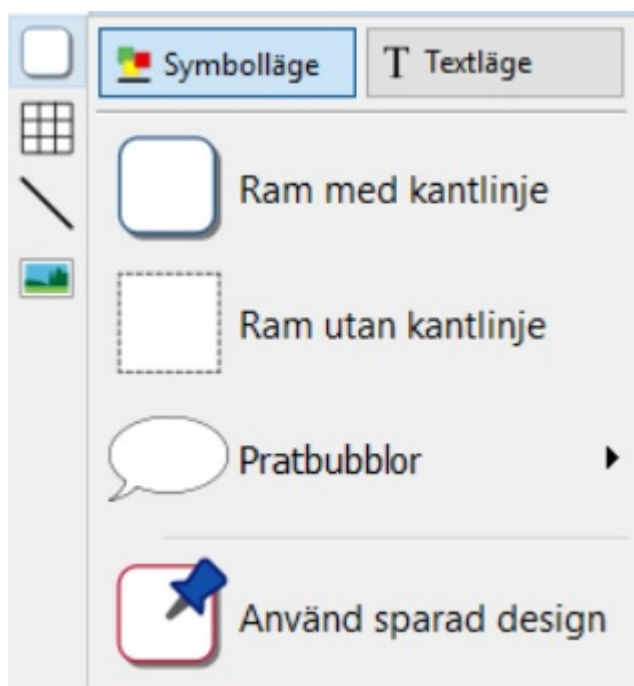 Symbolläge
T Textläge
Ram med kantlinje
Ram utan kantlinje
Pratbubblor
Använd sparad design